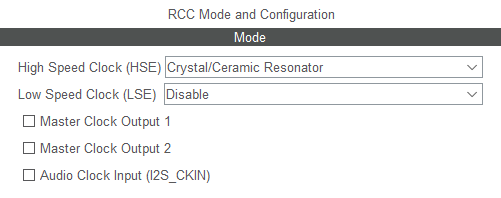 RCC Mode and Configuration
Mode
High Speed Clock (HSE) Crystal/Ceramic Resonator
Low Speed Clock (LSE) Disable
Master Clock Output 1
Master Clock Output 2
Audio Clock Input (I2S_CKIN)